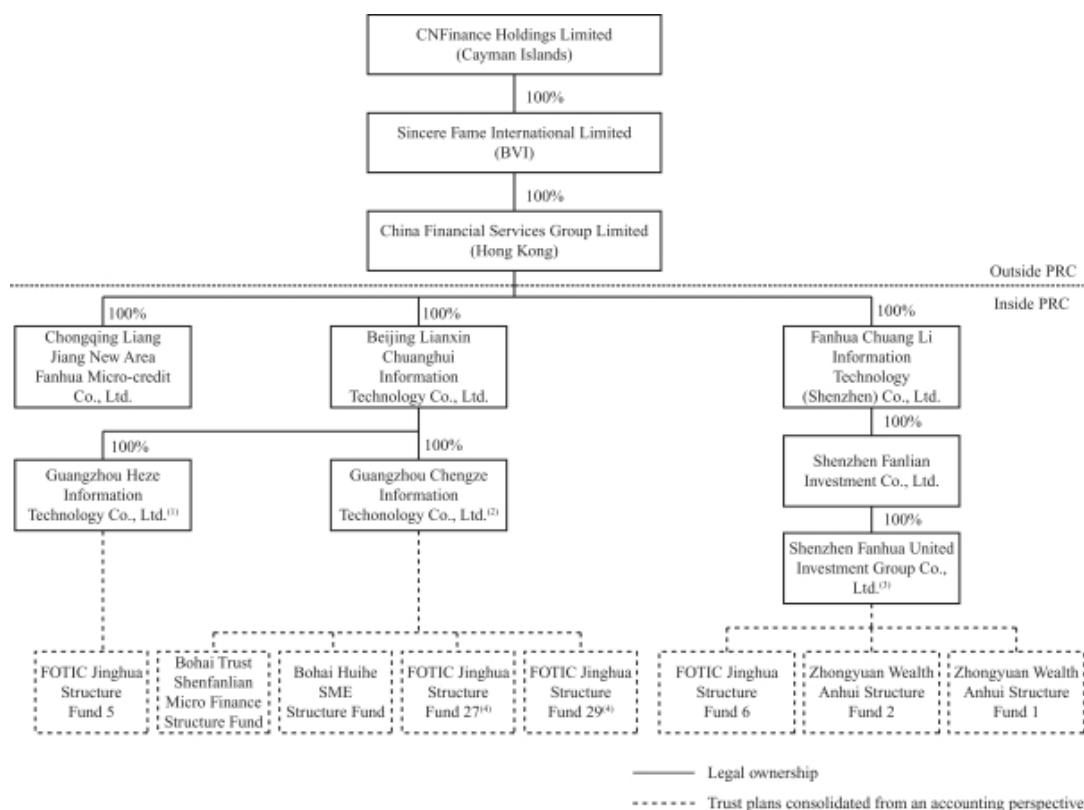 CNFinance Holdings Limited
(Cayman Islands)
100%
Sincere Fame International Limited
(BVI)
100%
China Financial Services Group Limited
(Hong Kong)
Outside PRC
Inside PRC
100%
100%
100%
Chongqing Liang
Jiang New Area
Fanhua Micro-credit
Co., Ltd.
Beijing Lianxin
Chuanghui
Information
Technology Co., Ltd.
Fanhua Chuang Li
Information
Technology
(Shenzhen) Co., Ltd.
100%
100%
100%
Guangzhou Heze
Information
Technology Co., Ltd.(1)
Guangzhou Chengze
Information
Techonology Co., Ltd.(2)
Shenzhen Fanlian
Investment Co., Ltd.
100%
Shenzhen Fanhua United
Investment Group Co.,
Ltd.(3)
FOTIC Jinghua
Structure
Fund 5
Bohai Trust
Shenfanlian
Micro Finance
Structure Fund
Bohai Huihe
SME
Structure Fund
FOTIC Jinghua
Structure
Fund 27(4)
FOTIC Jinghua
Structure
Fund 29(4)
FOTIC Jinghua
Structure
Fund 6
Zhongyuan Wealth
Anhui Structure
Fund 2
Zhongyuan Wealth
Anhui Structure
Fund 1
Legal ownership
Trust plans consolidated from an accounting perspective